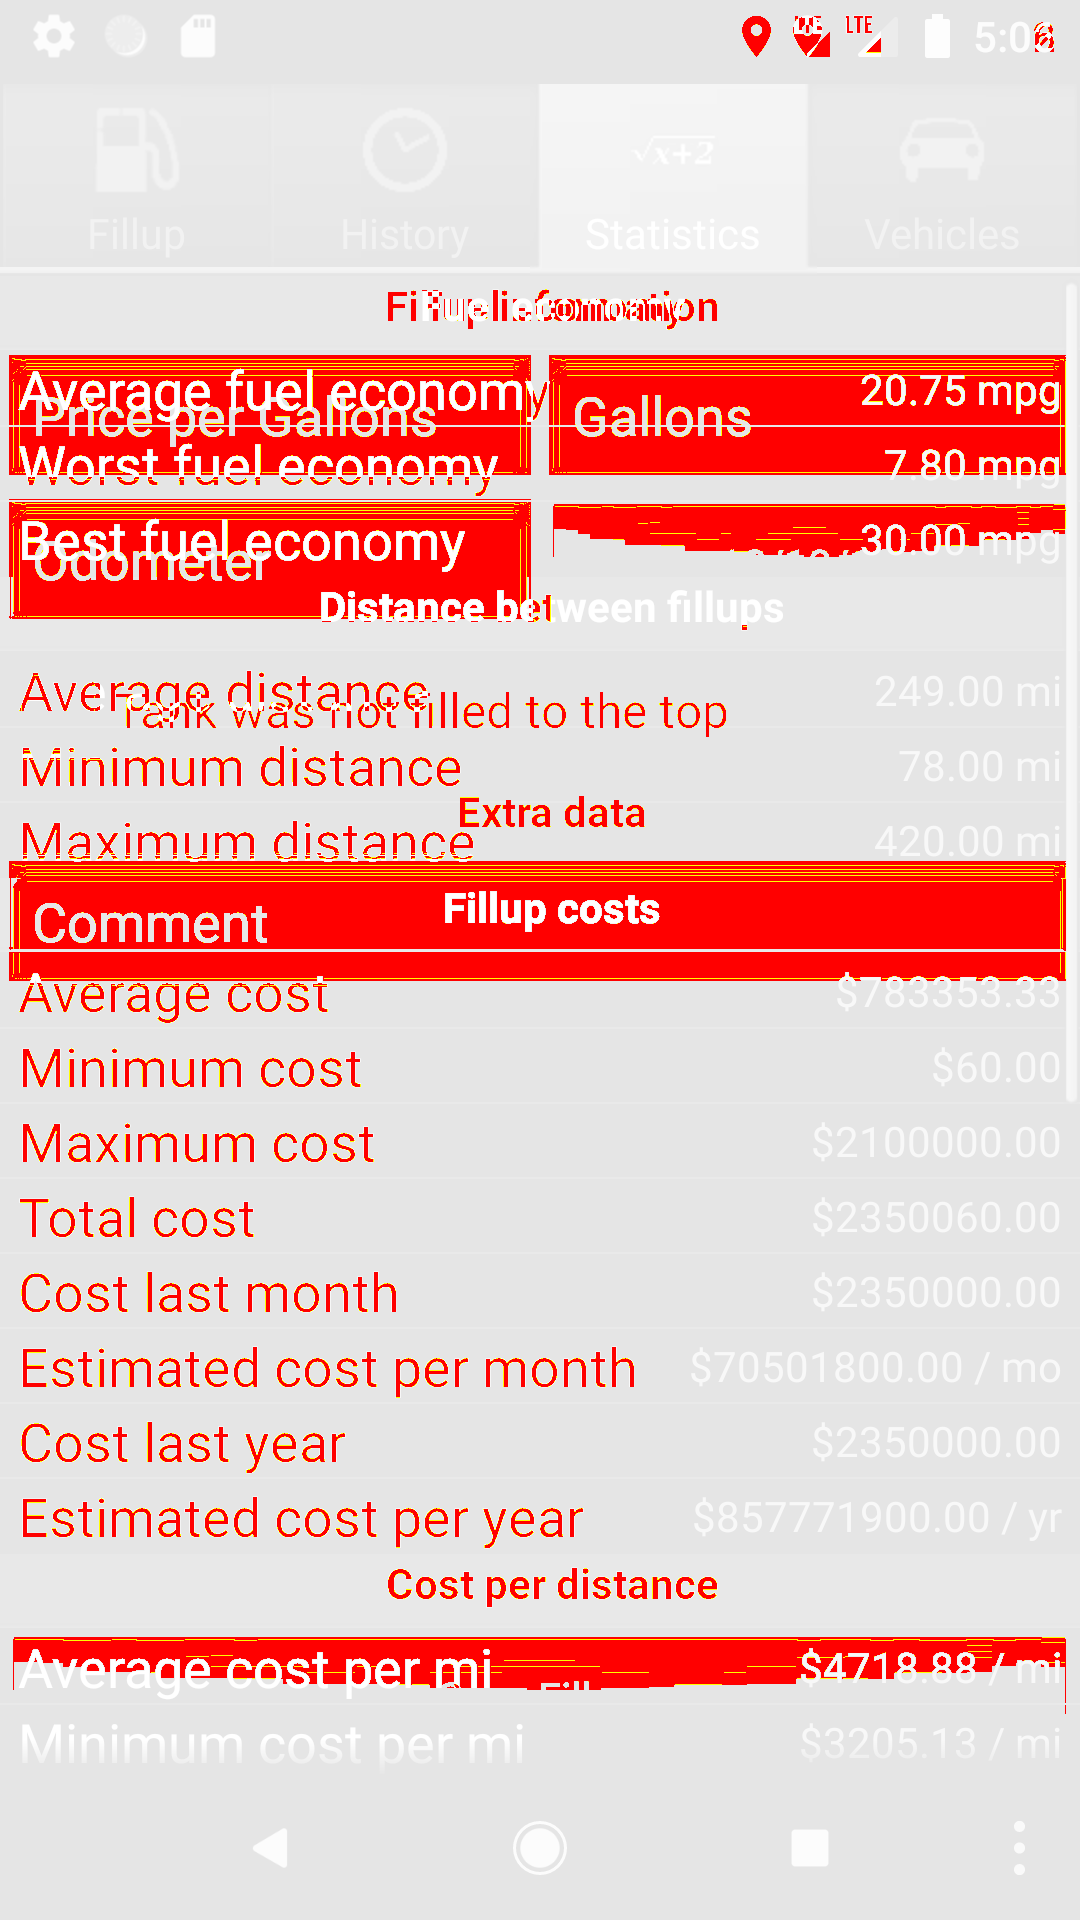 LTE LTE 5:0
Fillup History Statistics Vehicles
Fillup information
Fuel economy
Average fuel economy 20.75 mpg
Price per Gallons Gallons
Worst fuel economy 7.80 mpg
Best fuel economy 30.00 mpg
Odometer
Distance between fillups
Average distance 249.00 mi
Tank was not filled to the top
Minimum distance 78.00 mi
Extra data
Maximum distance 420.00 mi
Fillup costs
Comment
Average cost $783353.33
Minimum cost $60.00
Maximum cost $2100000.00
Total cost $2350060.00
Cost last month $2350000.00
Estimated cost per month $70501800.00 / mo
Cost last year $2350000.00
Estimated cost per year $857771900.00 / yr
Cost per distance
Average cost per mi $4718.88 / mi
Minimum cost per mi $3205.13 / mi